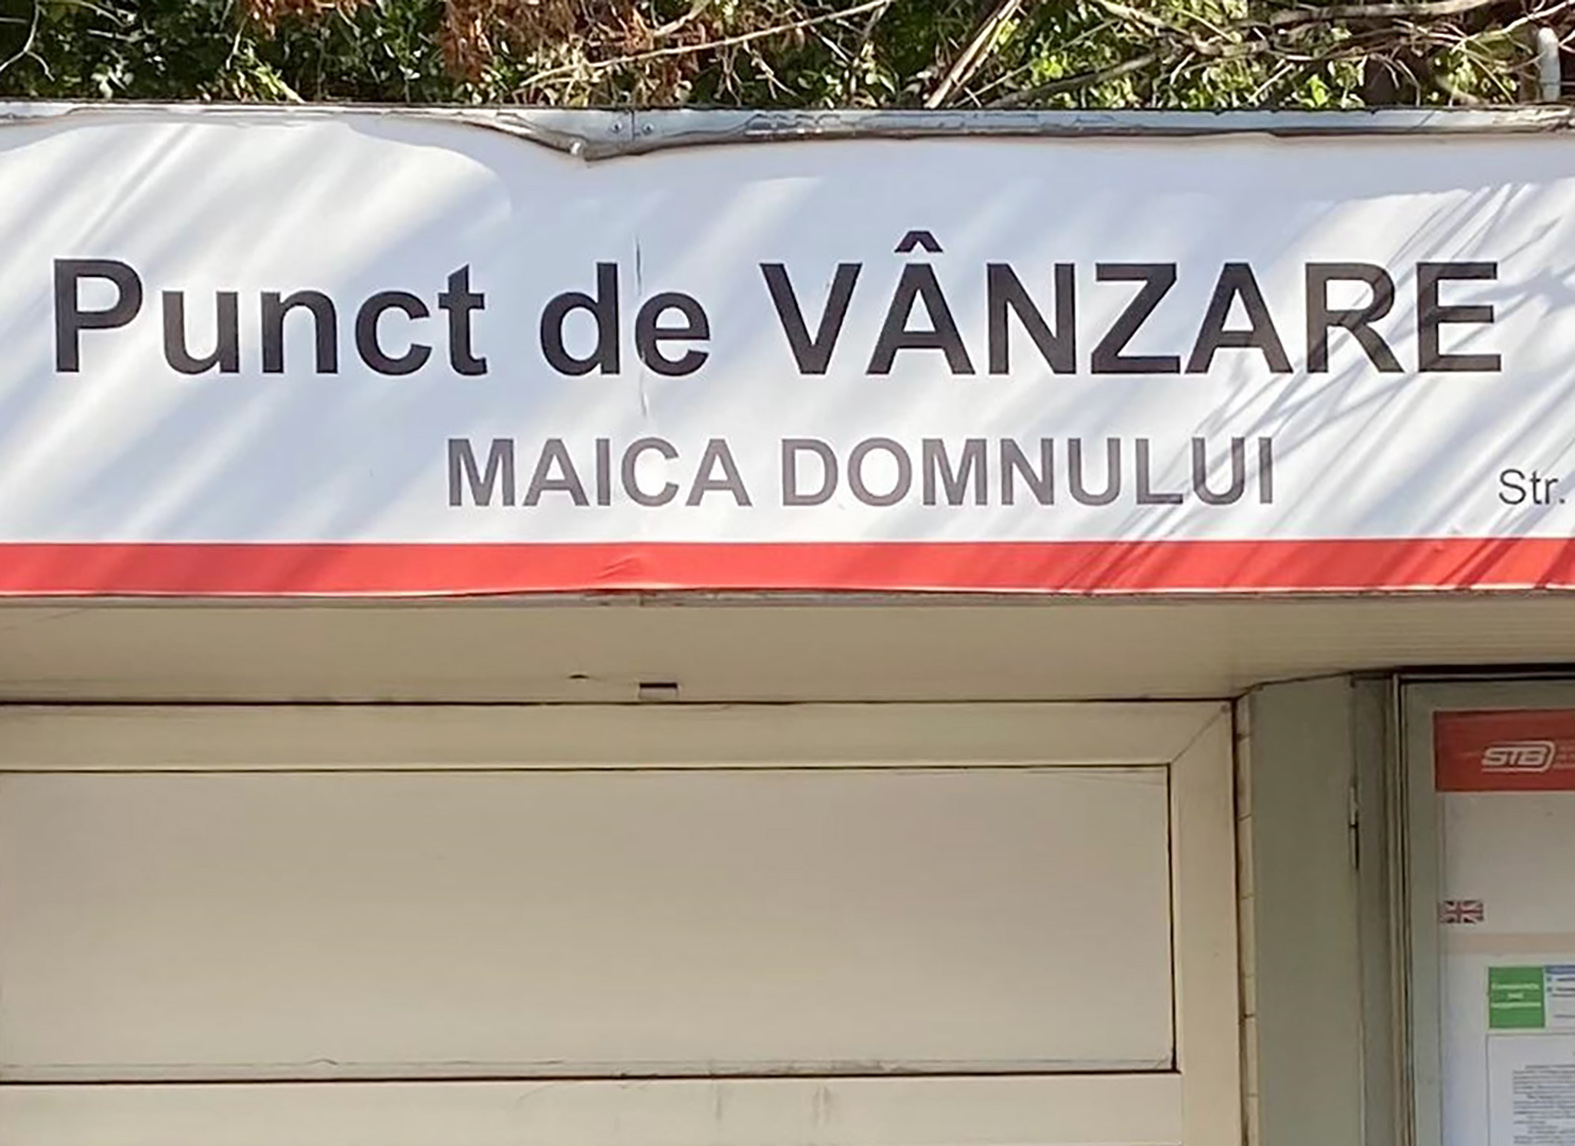 Punct de VÂNZARE
MAICA DOMNULUI
Str.
STB